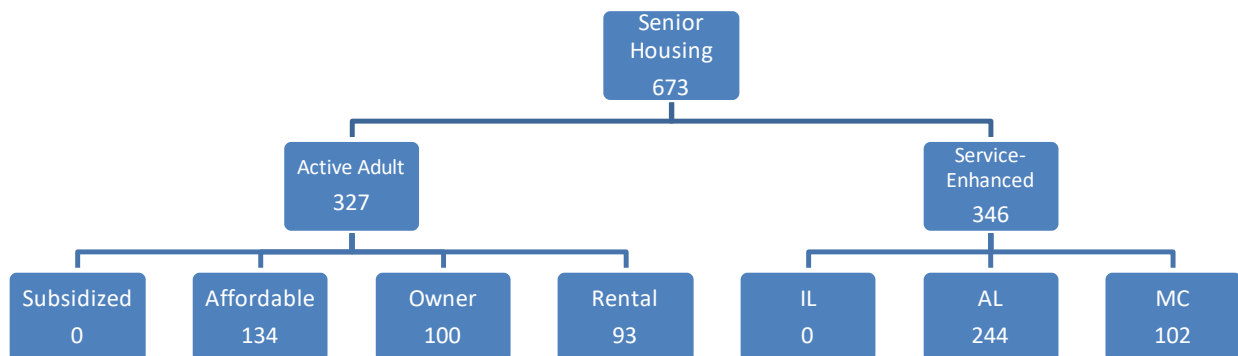 Senior
Housing
673
Active Adult
327
Service-
Enhanced
346
Subsidized
0
Affordable
134
Owner
100
Rental
93
IL
0
AL
244
MC
102